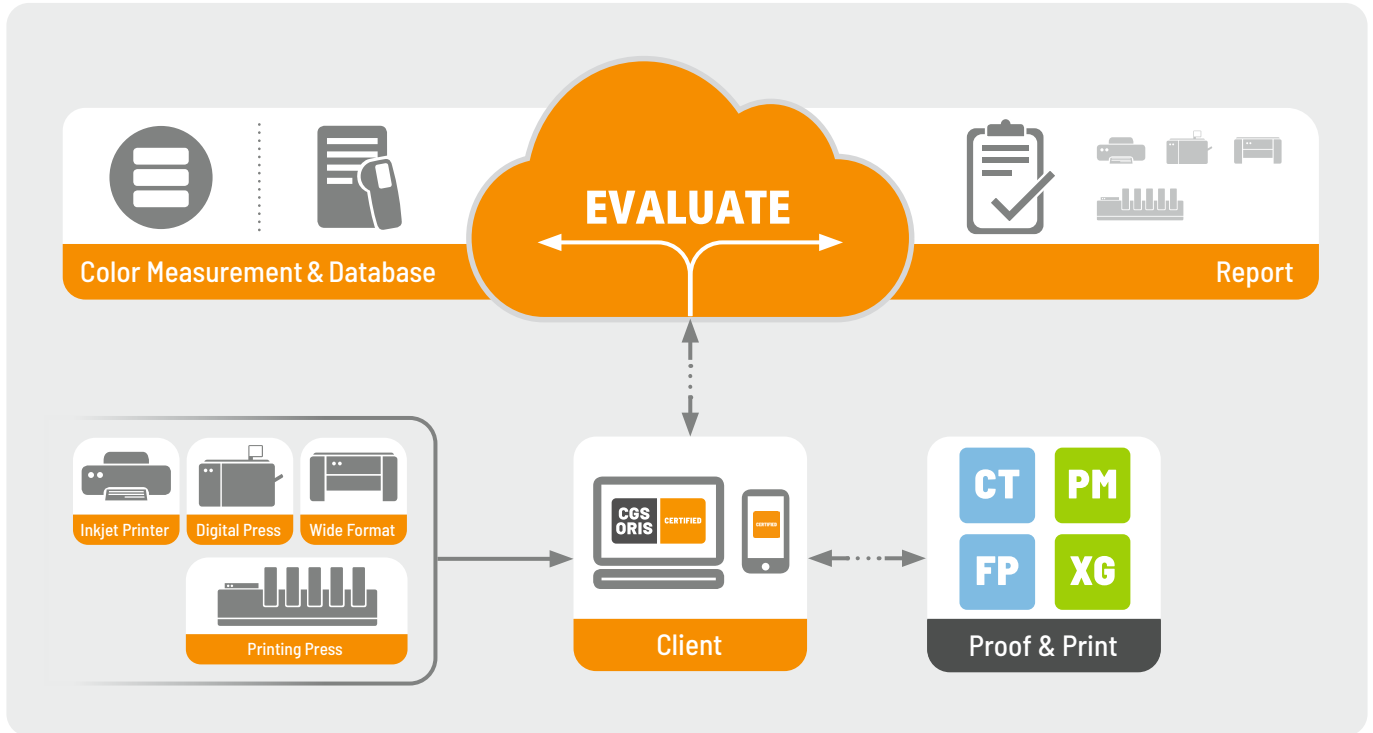 EVALUATE
Color Measurement & Database
Report
CGS
ORIS
CERTIFIED
CERTIFIED
CT
PM
FP
XG
Inkjet Printer
Digital Press
Wide Format
Printing Press
Client
Proof & Print